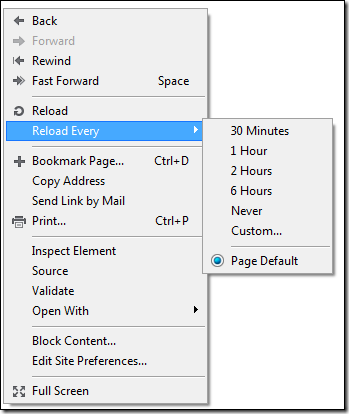 Back
Forward
Rewind
Fast Forward Space
Reload
Reload Every
Bookmark Page... Ctrl+D
Copy Address
Send Link by Mail
Print... Ctrl+P
Inspect Element
Source
Validate
Open With
Block Content...
Edit Site Preferences...
Full Screen
30 Minutes
1 Hour
2 Hours
6 Hours
Never
Custom...
Page Default